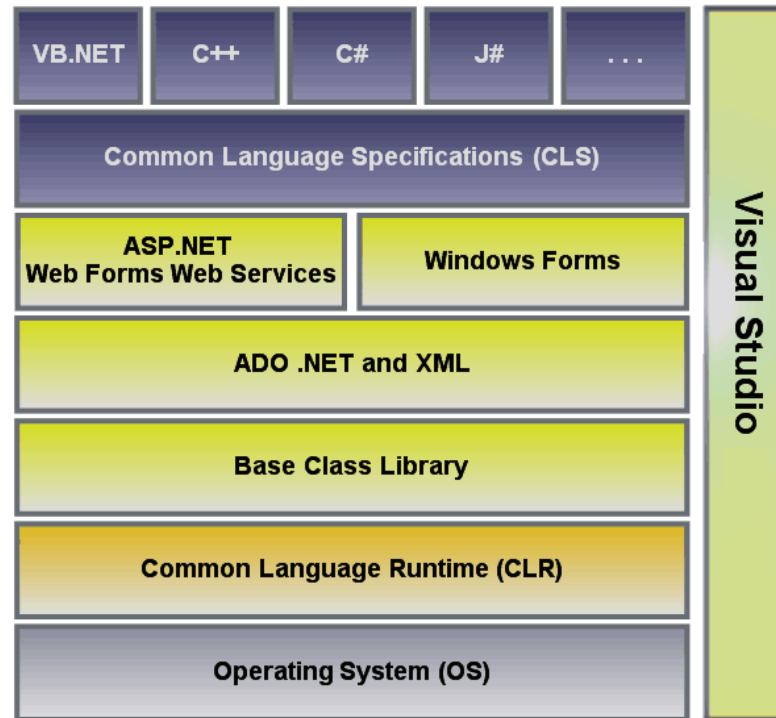 VB.NET
C++
C#
J#
. . .
Common Language Specifications (CLS)
ASP.NET
Web Forms Web Services
Windows Forms
ADO .NET and XML
Base Class Library
Common Language Runtime (CLR)
Operating System (OS)
Visual Studio